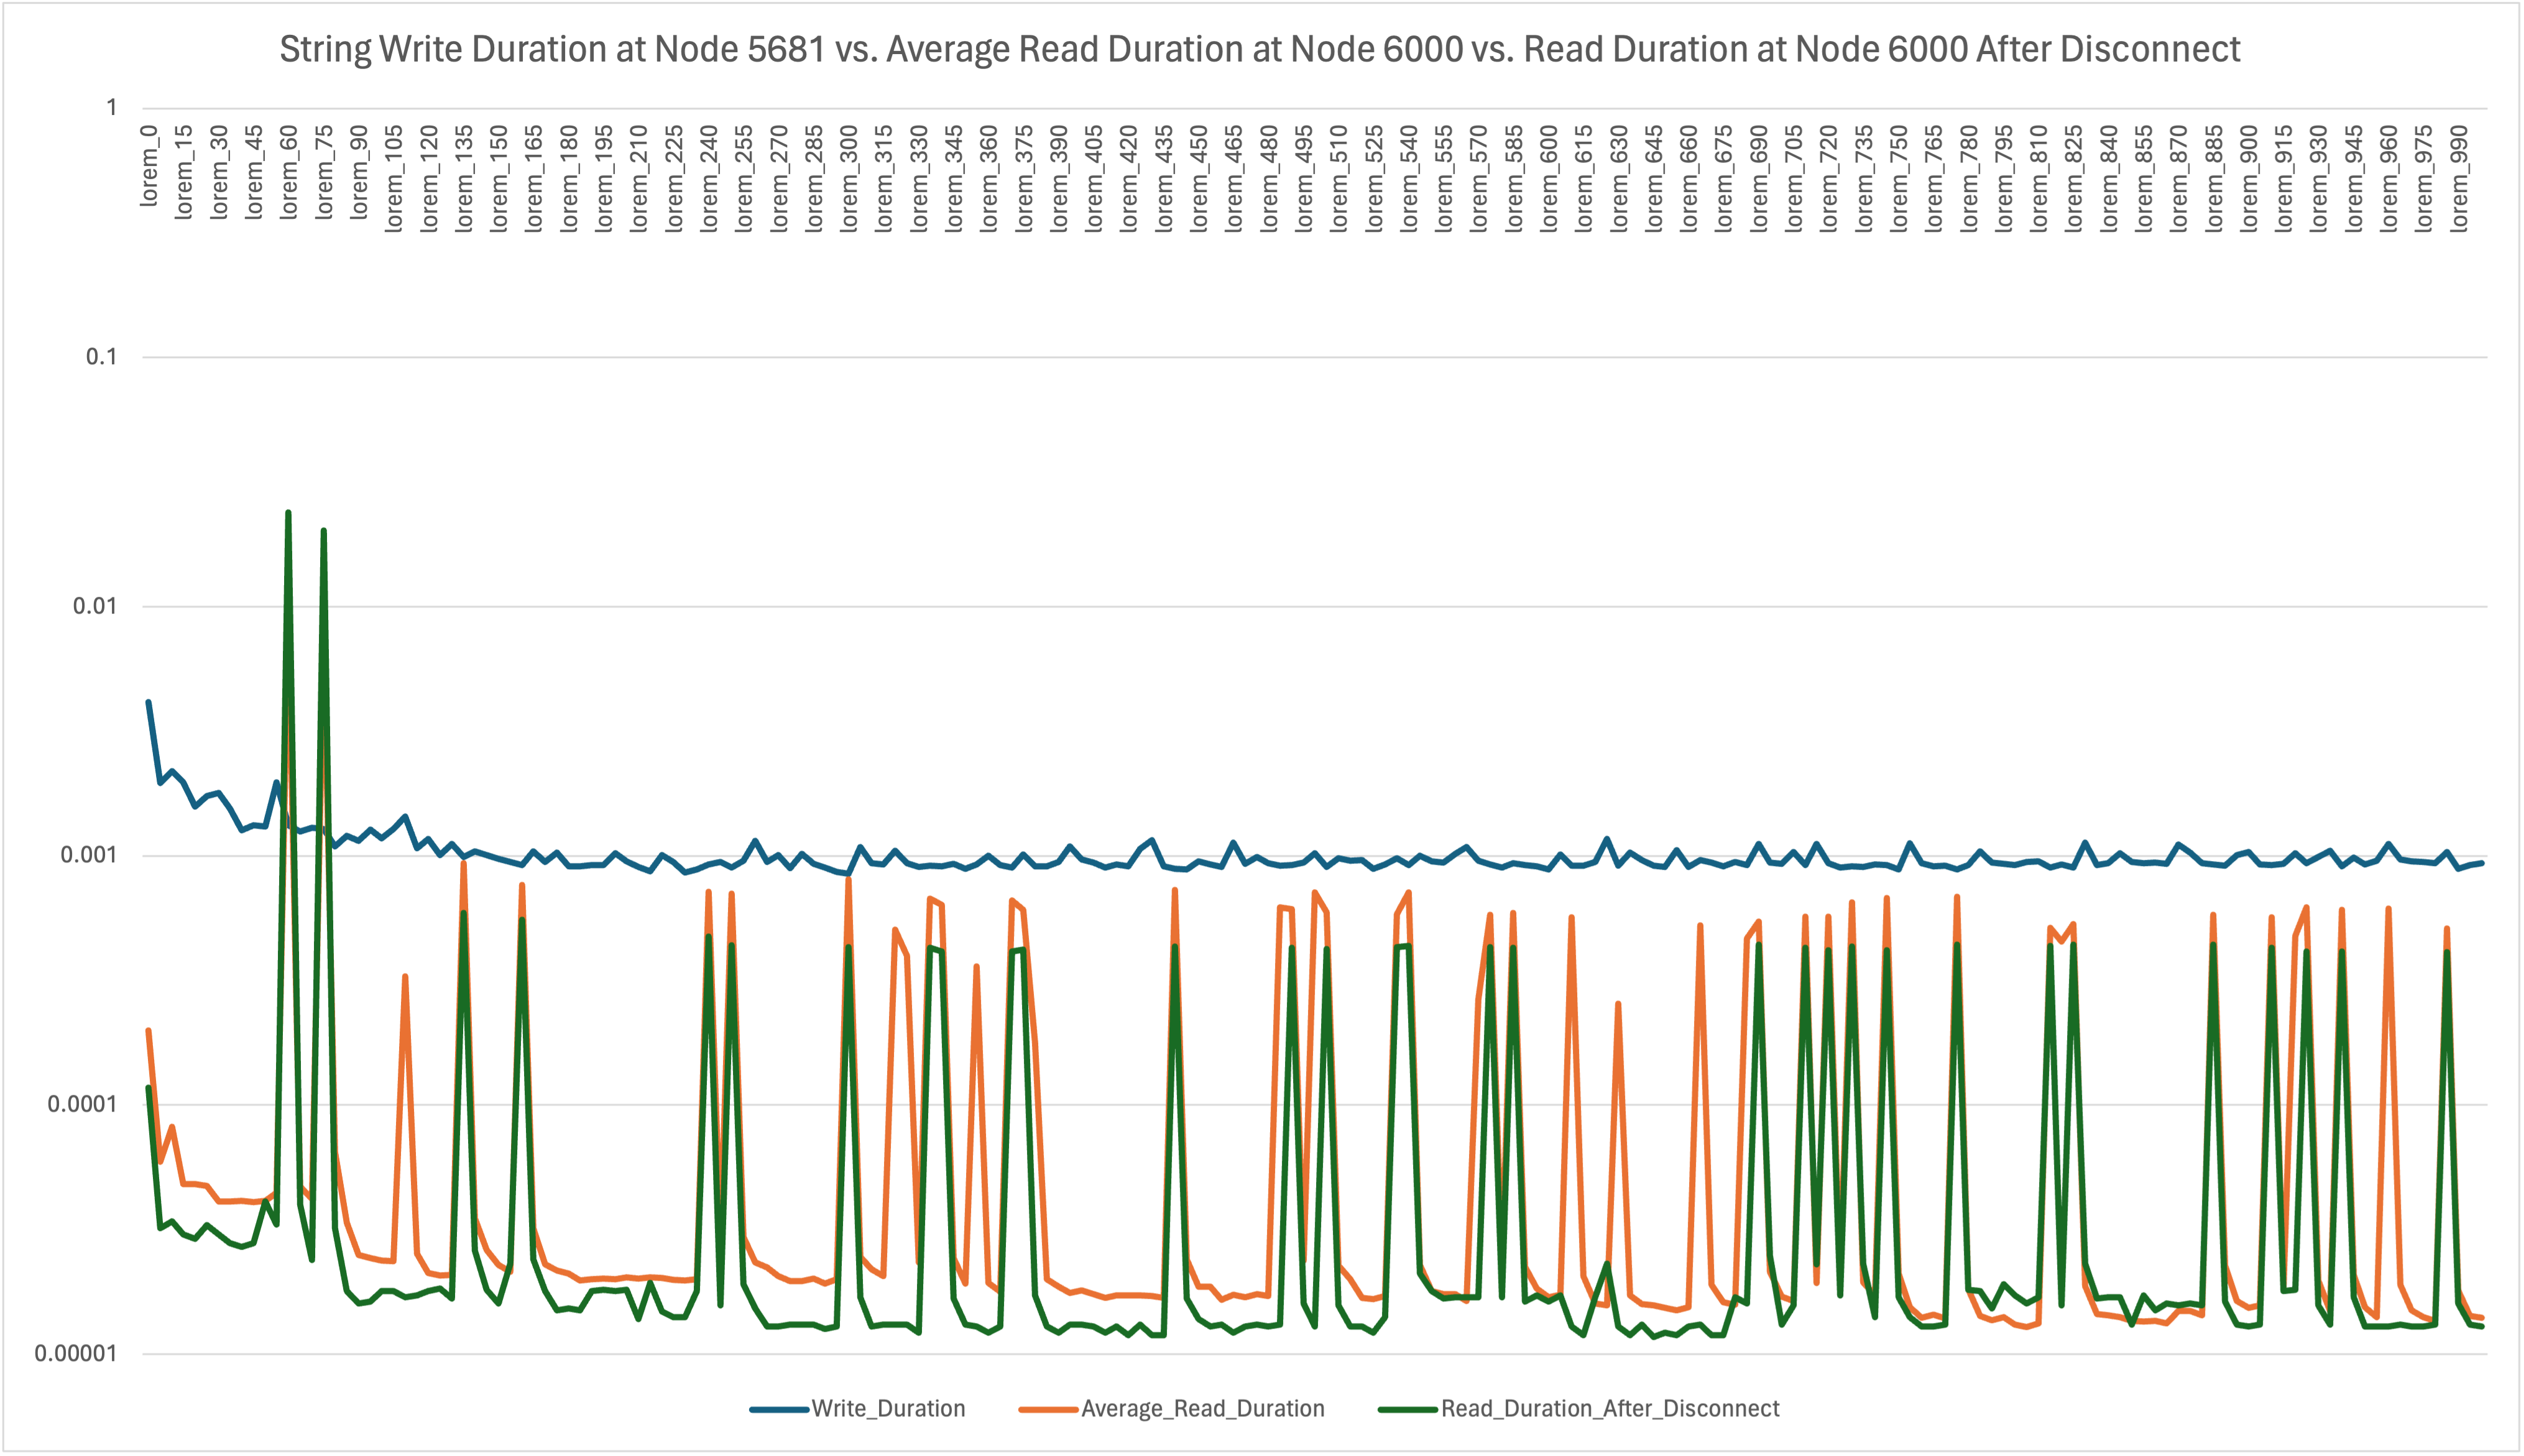 String Write Duration at Node 5681 vs. Average Read Duration at Node 6000 vs. Read Duration at Node 6000 After Disconnect
1
lorem_0
lorem_15
lorem_30
lorem_45
lorem_60
lorem_75
lorem_90
lorem_105
lorem_120
lorem_135
lorem_150
lorem_165
lorem_180
lorem_195
lorem_210
lorem_225
lorem_240
lorem_255
lorem_270
lorem_285
lorem_300
lorem_315
lorem_330
lorem_345
lorem_360
lorem_375
lorem_390
lorem_405
lorem_420
lorem_435
lorem_450
lorem_465
lorem_480
lorem_495
lorem_510
lorem_525
lorem_540
lorem_555
lorem_570
lorem_585
lorem_600
lorem_615
lorem_630
lorem_645
lorem_660
lorem_675
lorem_690
lorem_705
lorem_720
lorem_735
lorem_750
lorem_765
lorem_780
lorem_795
lorem_810
lorem_825
lorem_840
lorem_855
lorem_870
lorem_885
lorem_900
lorem_915
lorem_930
lorem_945
lorem_960
lorem_975
lorem_990
0.1
0.01
0.001
0.0001
0.00001
Write_Duration
Average_Read_Duration
Read_Duration_After_Disconnect